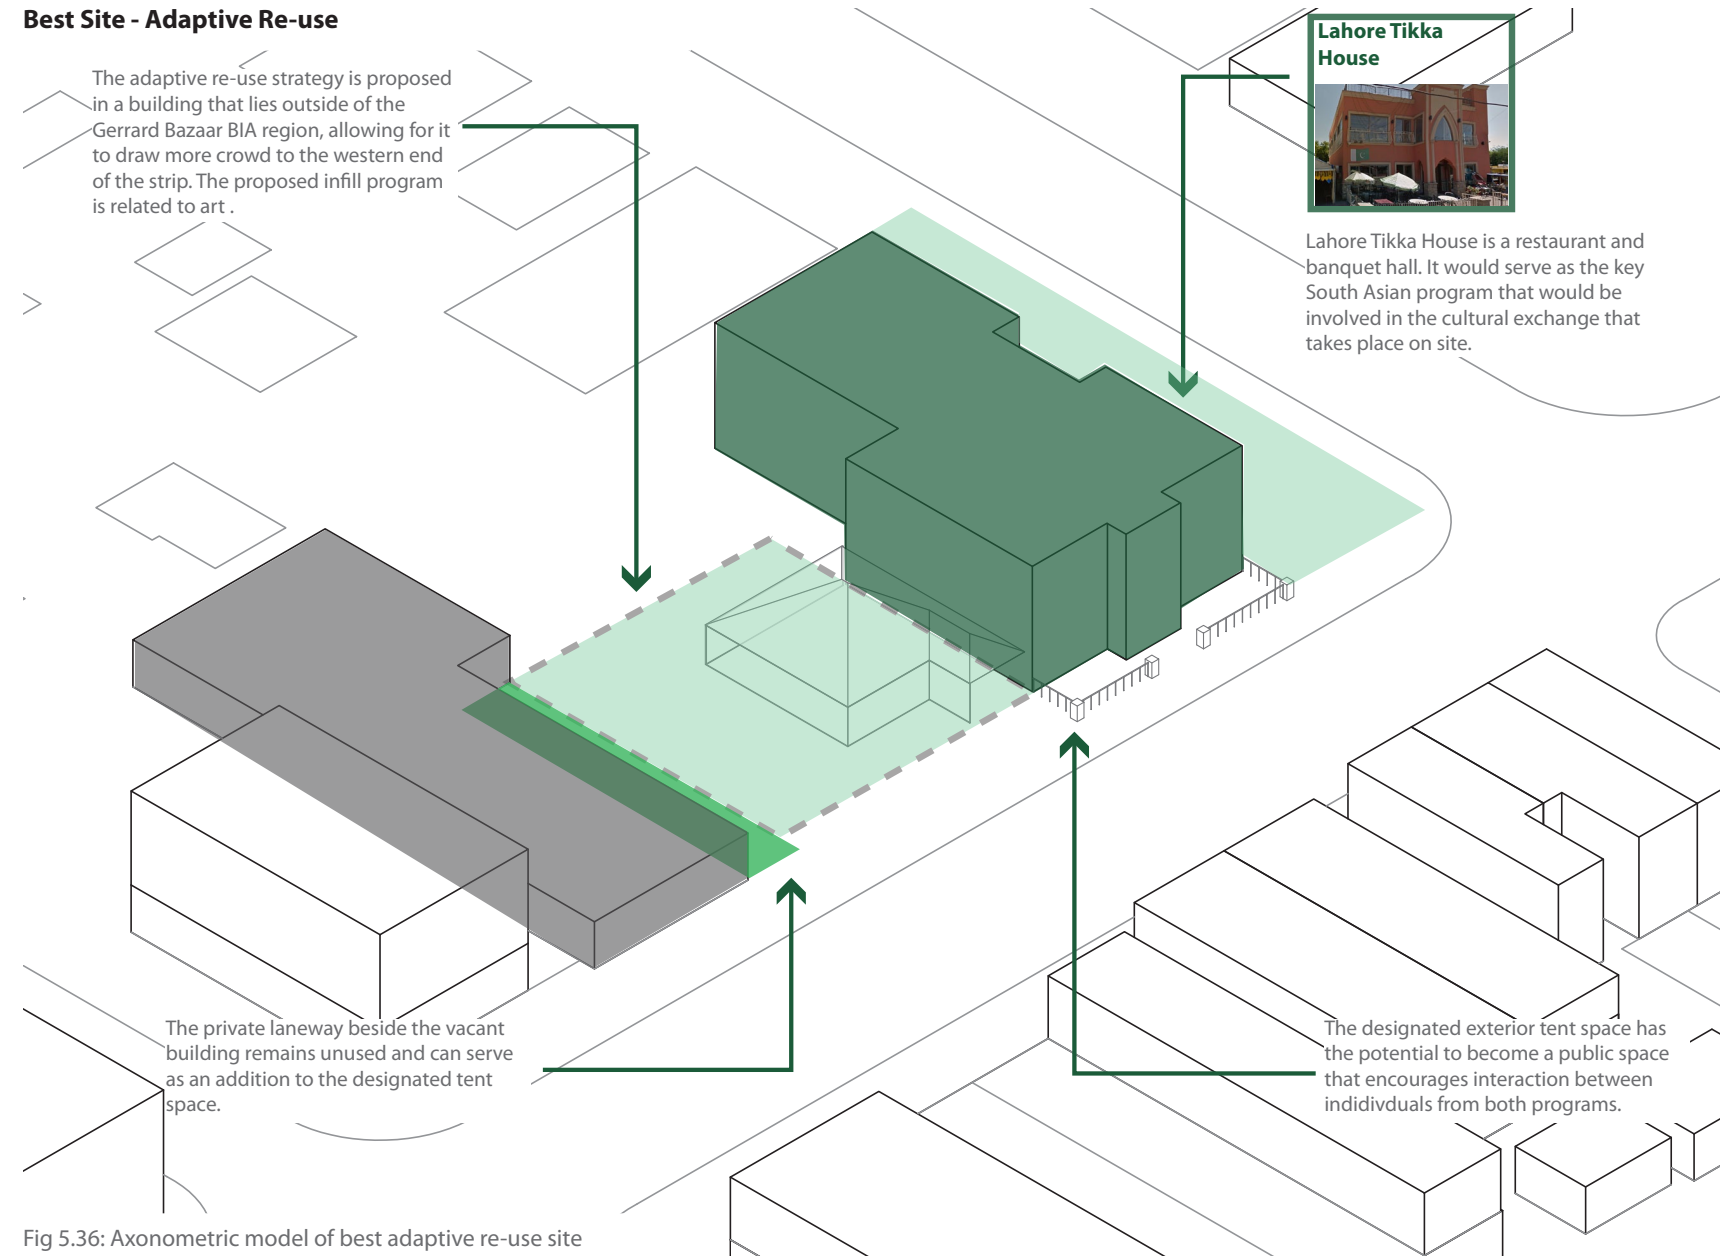 Best Site - Adaptive Re-use
The adaptive re-use strategy is proposed
in a building that lies outside of the
Gerrard Bazaar BIA region, allowing for it
to draw more crowd to the western end
of the strip. The proposed infill program
is related to art .
Lahore Tikka
House
Lahore Tikka House is a restaurant and
banquet hall. It would serve as the key
South Asian program that would be
involved in the cultural exchange that
takes place on site.
The private laneway beside the vacant
building remains unused and can serve
as an addition to the designated tent
space.
The designated exterior tent space has
the potential to become a public space
that encourages interaction between
indidivduals from both programs.
Fig 5.36: Axonometric model of best adaptive re-use site